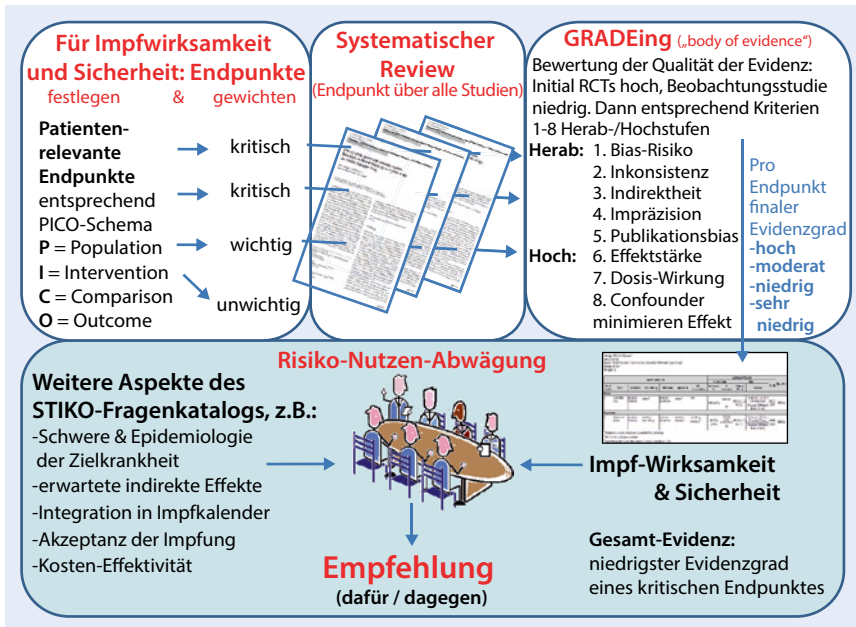 Für Impfwirksamkeit
und Sicherheit: Endpunkte
festlegen & gewichten
Patienten-
relevante
Endpunkte
entsprechend
PICO-Schema
P = Population
I = Intervention
C = Comparison
O = Outcome
kritisch
kritisch
wichtig
unwichtig
Systematischer
Review
(Endpunkt über alle Studien)
GRADEing („body of evidence“)
Bewertung der Qualität der Evidenz:
Initial RCTs hoch, Beobachtungsstudie
niedrig. Dann entsprechend Kriterien
1-8 Herab-/Hochstufen
Herab: 1. Bias-Risiko
2. Inkonsistenz
3. Indirektheit
4. Impräzision
5. Publikationsbias
Hoch: 6. Effektstärke
7. Dosis-Wirkung
8. Confounder
minimieren Effekt
Pro
Endpunkt
finaler
Evidenzgrad
-hoch
-moderat
-niedrig
-sehr
niedrig
Risiko-Nutzen-Abwägung
Weitere Aspekte des
STIKO-Fragenkatalogs, z.B.:
-Schwere & Epidemiologie
der Zielkrankheit
-erwartete indirekte Effekte
-Integration in Impfkalender
-Akzeptanz der Impfung
-Kosten-Effektivität
Empfehlung
(dafür / dagegen)
Impf-Wirksamkeit
& Sicherheit
Gesamt-Evidenz:
niedrigster Evidenzgrad
eines kritischen Endpunktes